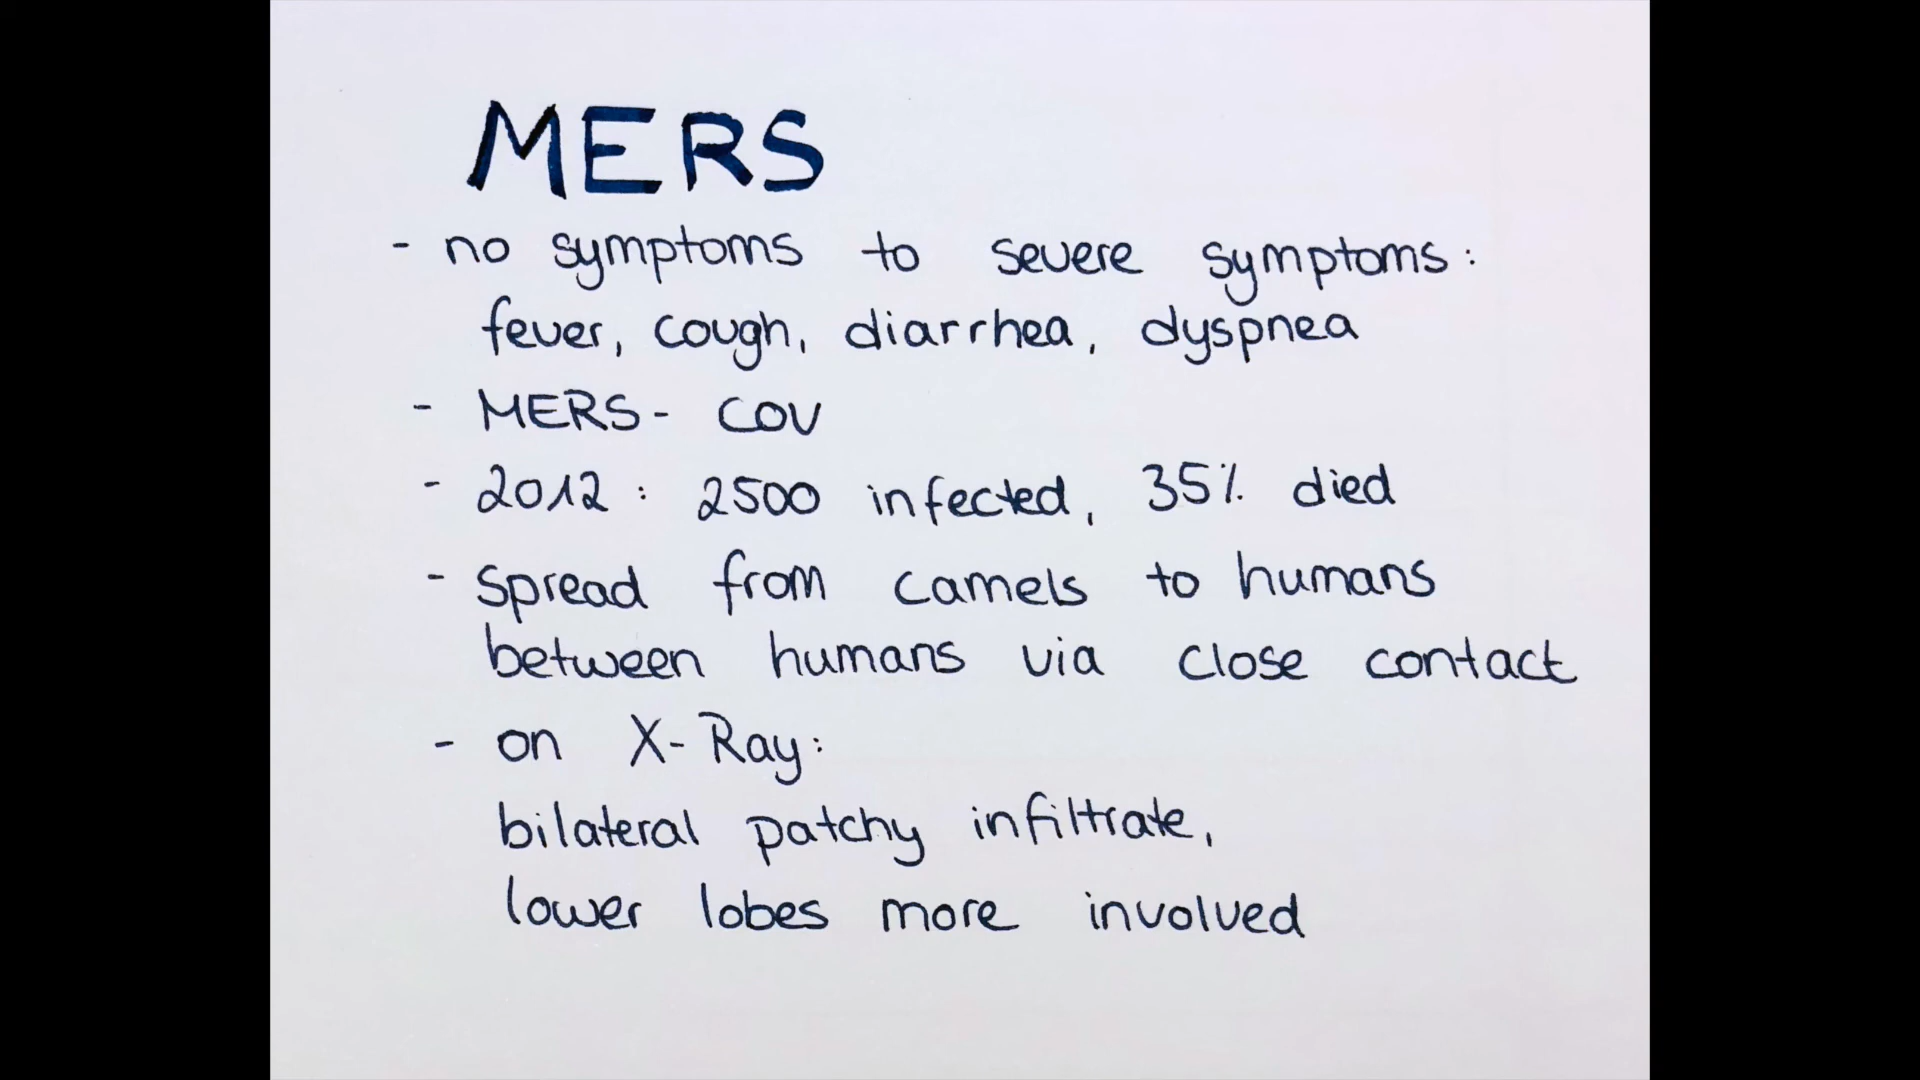 MERS
- no symptoms to severe symptoms:
fever, cough, diarrhea, dyspnea
- MERS- COV
- 2012: 2500 infected, 35% died
- Spread from camels to humans
between humans via close contact
- on X-Ray:
bilateral patchy infiltrate,
lower lobes more involved